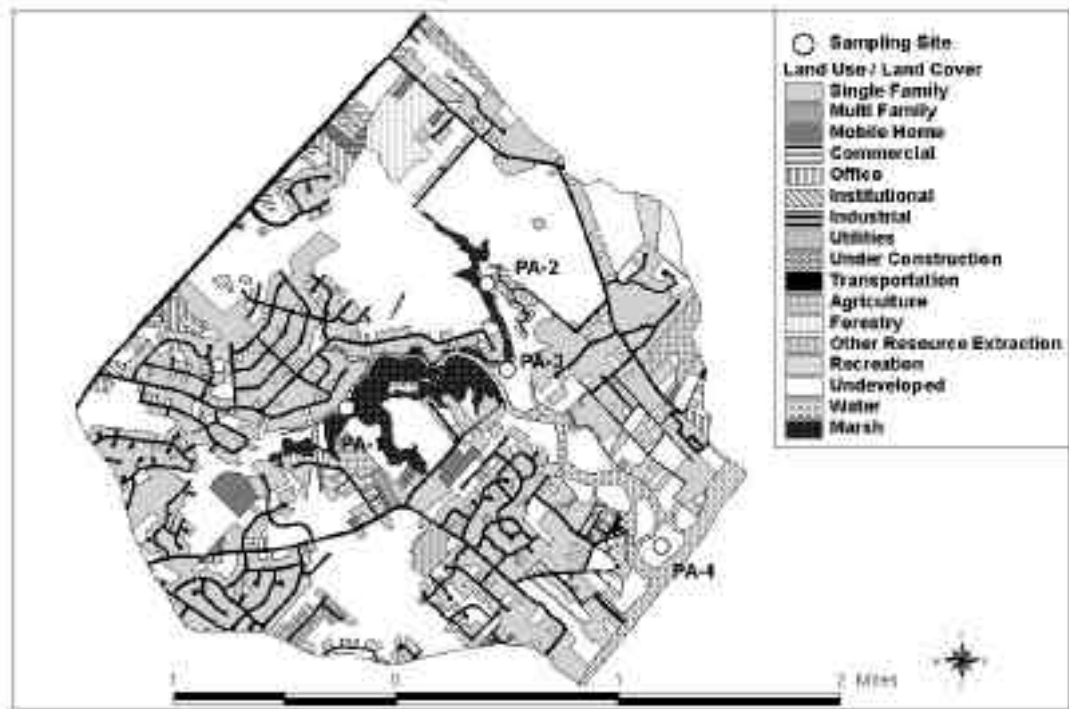 Sampling Site
Land Use / Land Cover
Single Family
Multi Family
Mobile Home
Commercial
Office
Institutional
Industrial
Utilities
Under Construction
Transportation
Agriculture
Forestry
Other Resource Extraction
Recreation
Undeveloped
Water
Marsh
PA-2
PA-3
PA-1
PA-4
1 0 1 2 Miles